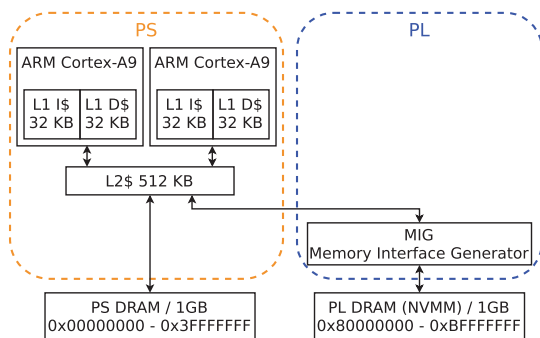 PS
PL
ARM Cortex-A9
ARM Cortex-A9
L1 I$
32 KB
L1 D$
32 KB
L1 I$
32 KB
L1 D$
32 KB
L2$ 512 KB
MIG
Memory Interface Generator
PS DRAM / 1GB
0x00000000 - 0x3FFFFFFF
PL DRAM (NVMM) / 1GB
0x80000000 - 0xBFFFFFFF